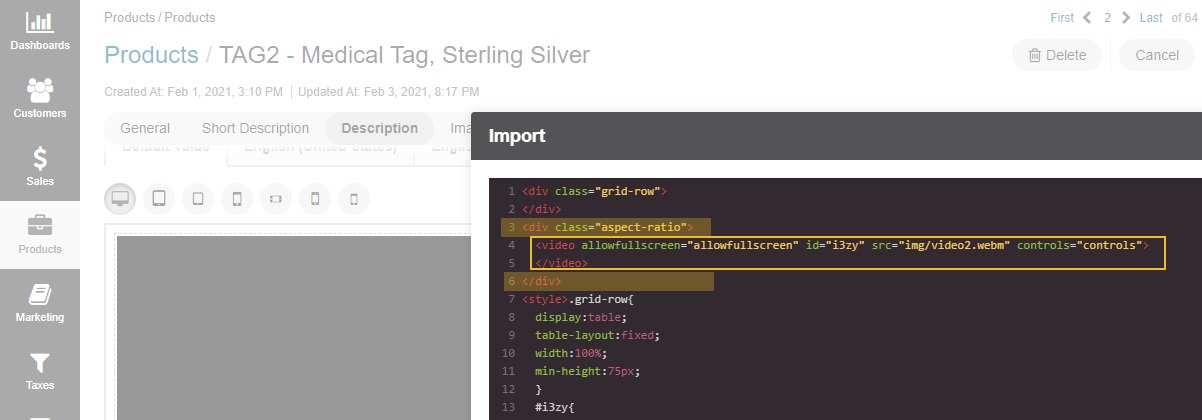 Dashboards
Customers
Sales
Products
Marketing
Taxes
Products / Products
First 2 Last of 64
Products / TAG2 - Medical Tag, Sterling Silver
Delete
Cancel
Created At: Feb 1, 2021, 3:10 PM | Updated At: Feb 3, 2021, 8:17 PM
General Short Description Description Ima
Default Value English (United States) Englis
Import
1 <div class="grid-row">
2 </div>
3 <div class="aspect-ratio">
4 <video allowfullscreen="allowfullscreen" id="i3zy" src="img/video2.webm" controls="controls">
5 </video>
6 </div>
7 <style>.grid-row{
8 display:table;
9 table-layout:fixed;
10 width:100%;
11 min-height:75px;
12 }
13 #i3zy{